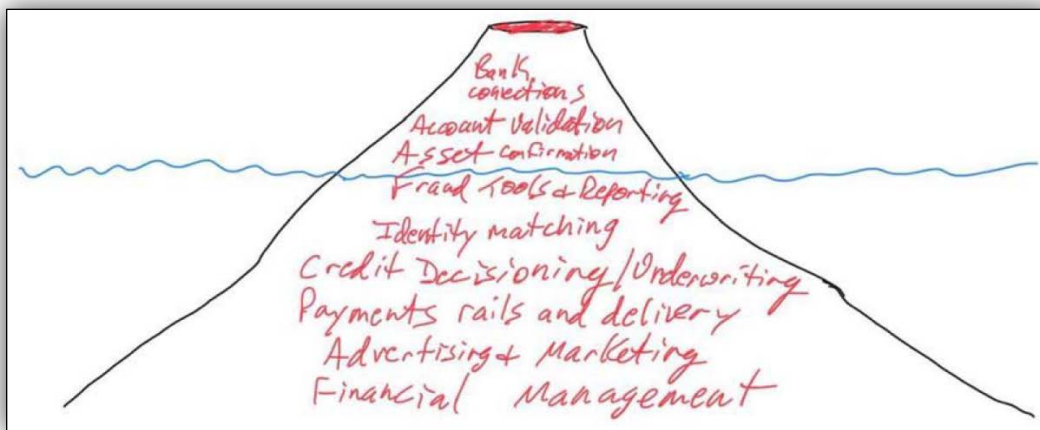 Bank
conections
Account Validation
Asset confirmation
Fraud Tools & Reporting
Identity matching
Credit Decisioning/Underwriting
Payments rails and delivery
Advertising & Marketing
Financial Management